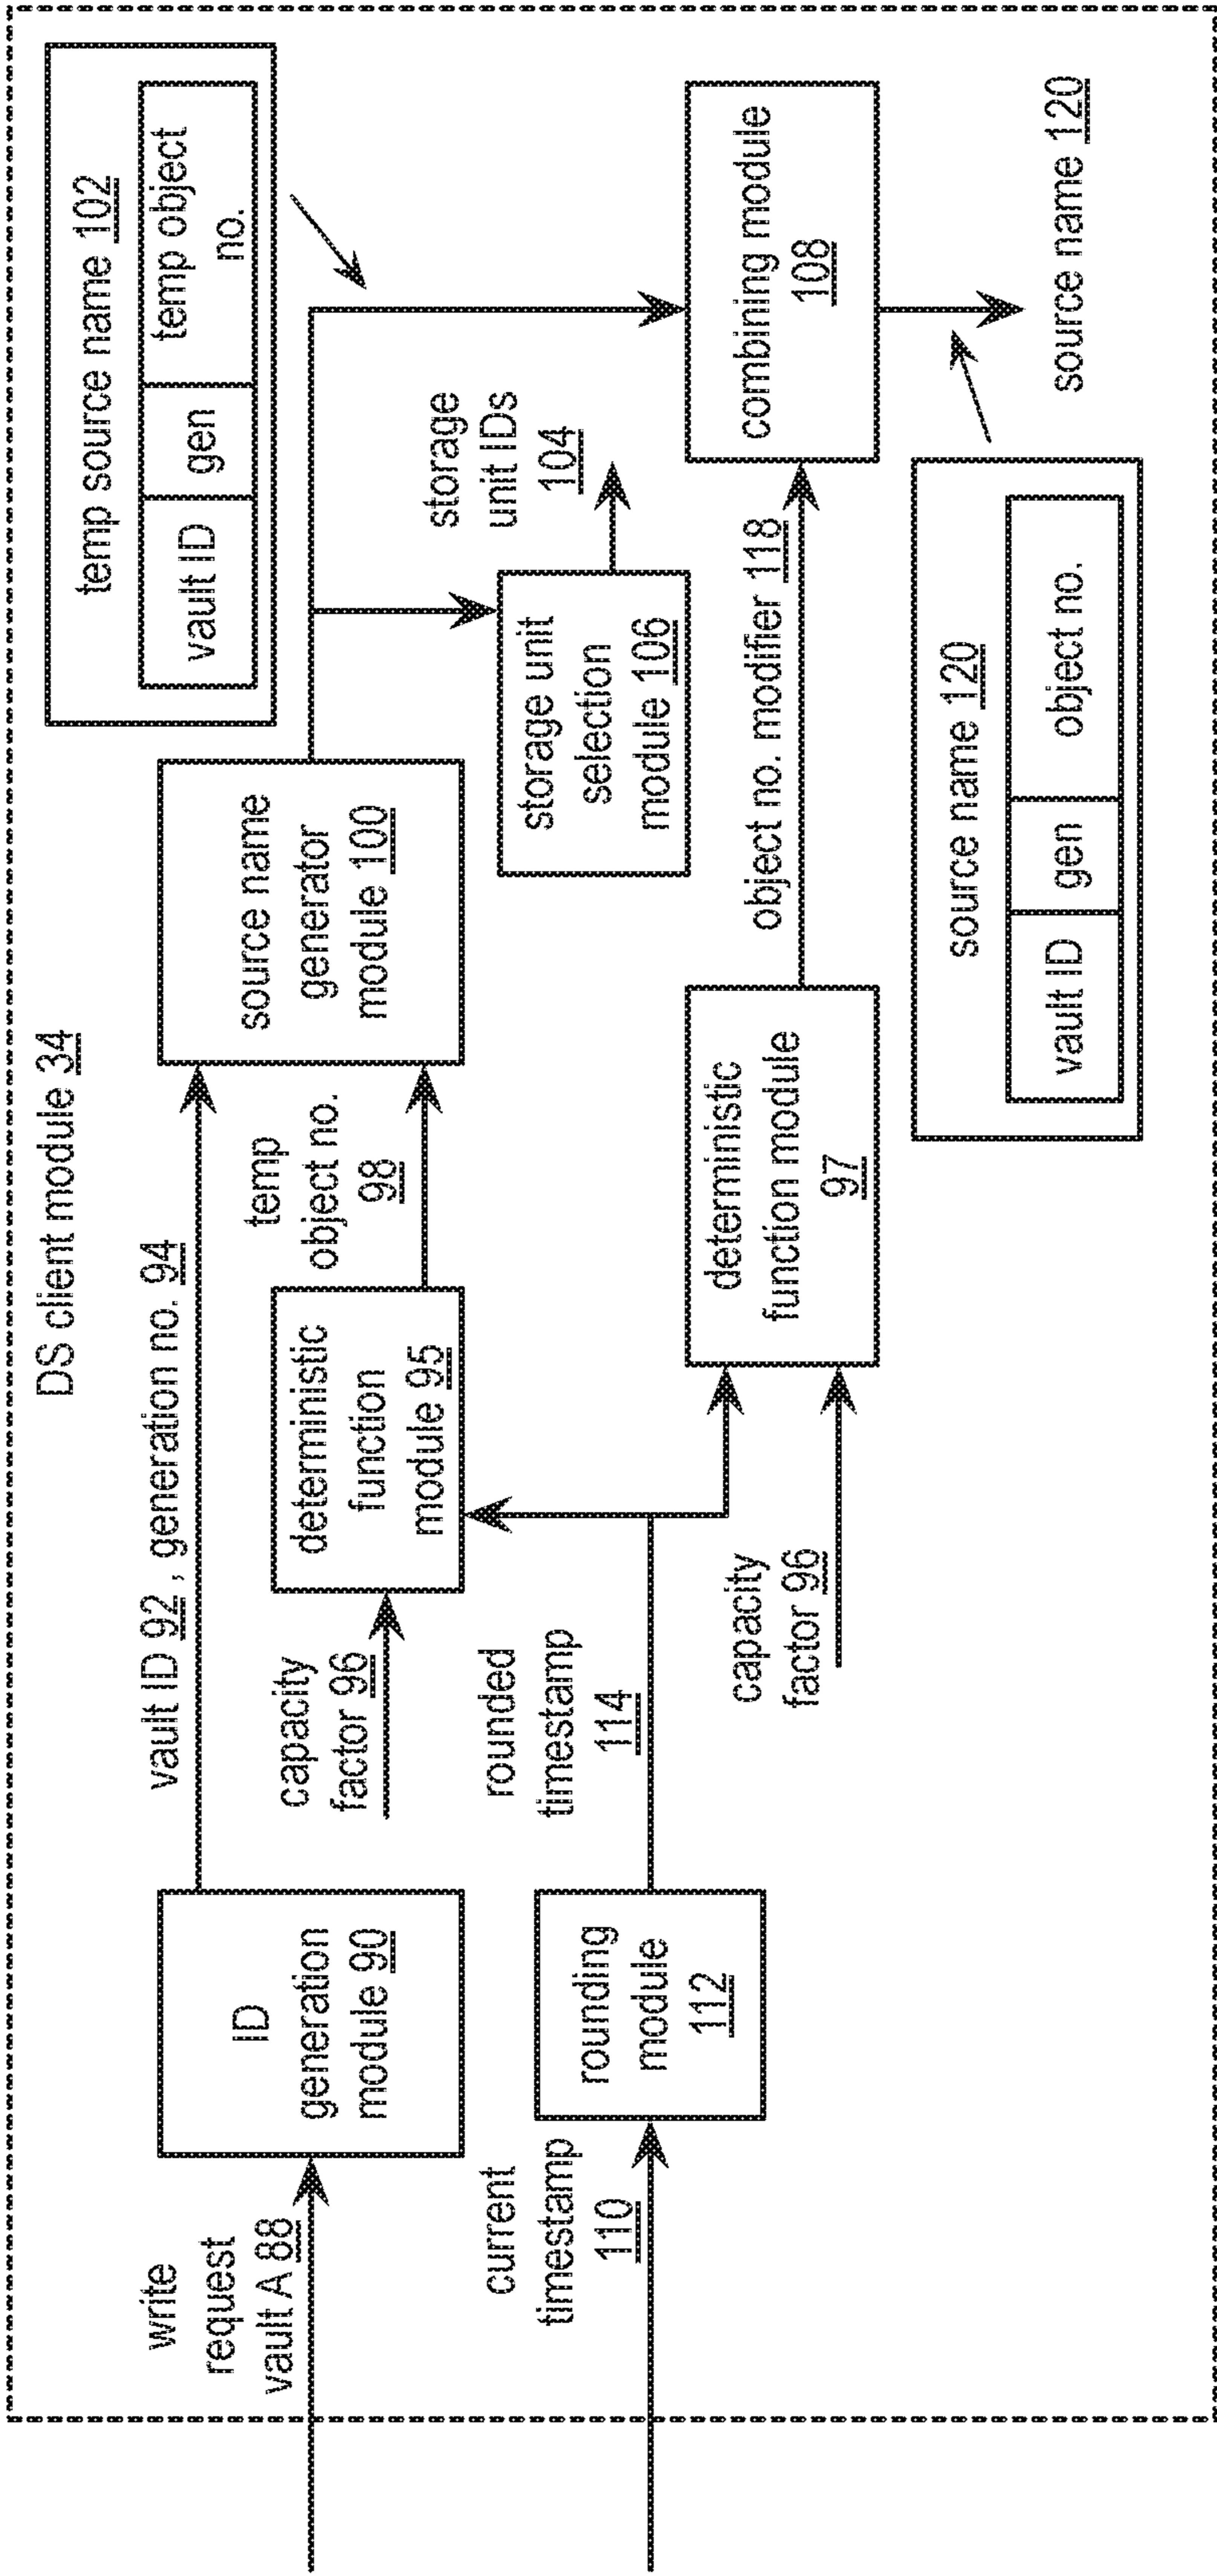 DS client module 34
write
request
vault A 88
ID
generation
module 90
vault ID 92 , generation no. 94
capacity
factor 96
deterministic
function
module 95
temp
object no.
98
source name
generator
module 100
temp source name 102
vault ID
gen
temp object
no.
current
timestamp
110
rounding
module
112
rounded
timestamp
114
storage unit
selection
module 106
storage
unit IDs
104
capacity
factor 96
deterministic
function module
97
object no. modifier 118
combining module
108
source name 120
vault ID
gen
object no.
source name 120